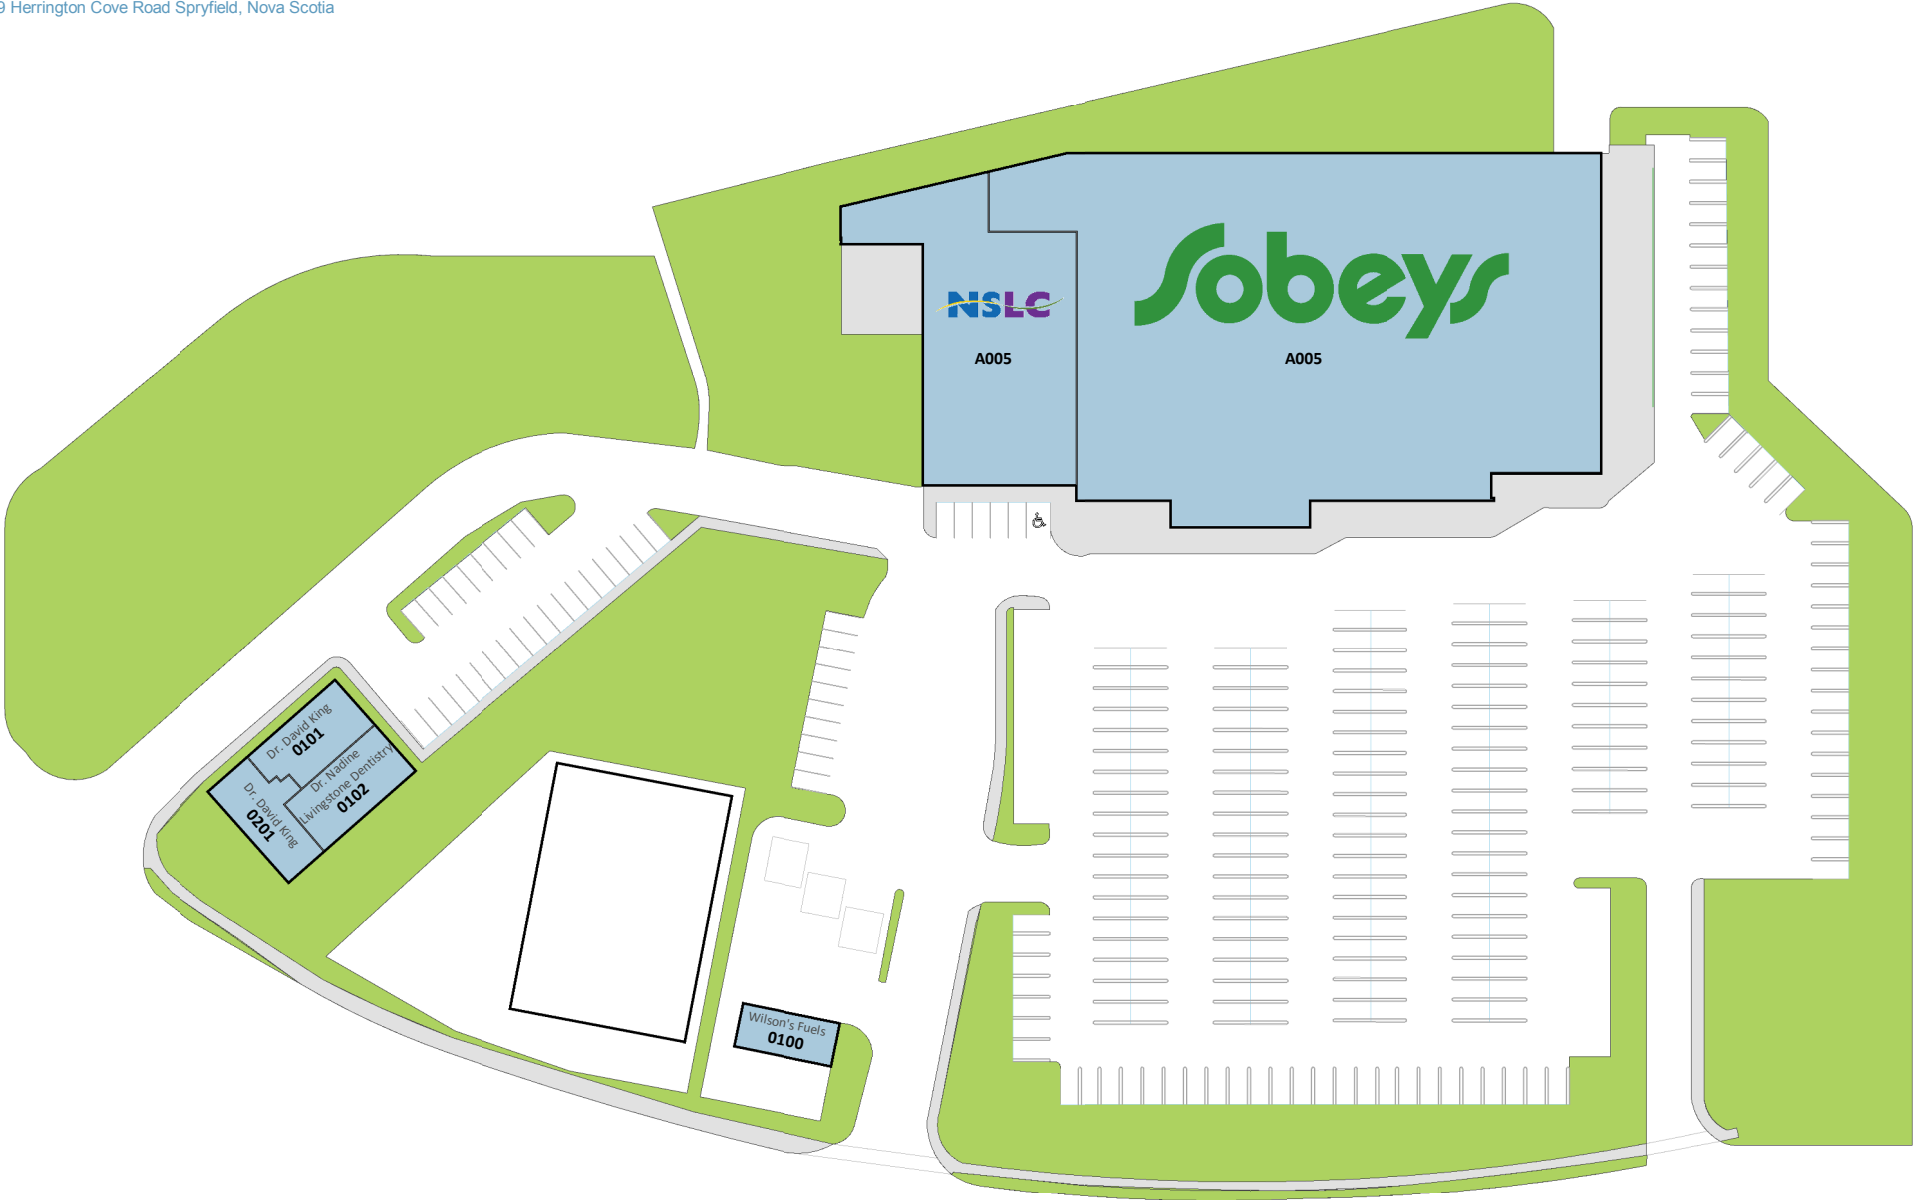 9 Herrington Cove Road Spryfield, Nova Scotia
NSLC
A005
Sobeys
A005
Dr. David King
0101
Dr. Nadine
Livingstone Dentistry
0102
Dr. David King
0201
Wilson's Fuels
0100